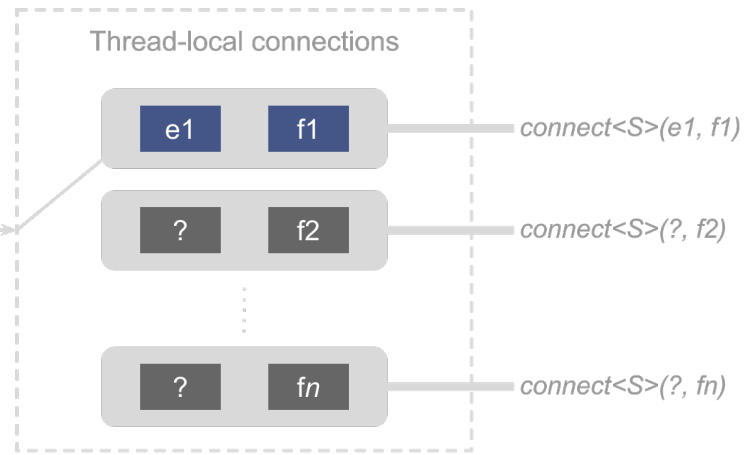 Thread-local connections
e1 f1 connect<S>(e1, f1)
? f2 connect<S>(?, f2)
? fn connect<S>(?, fn)